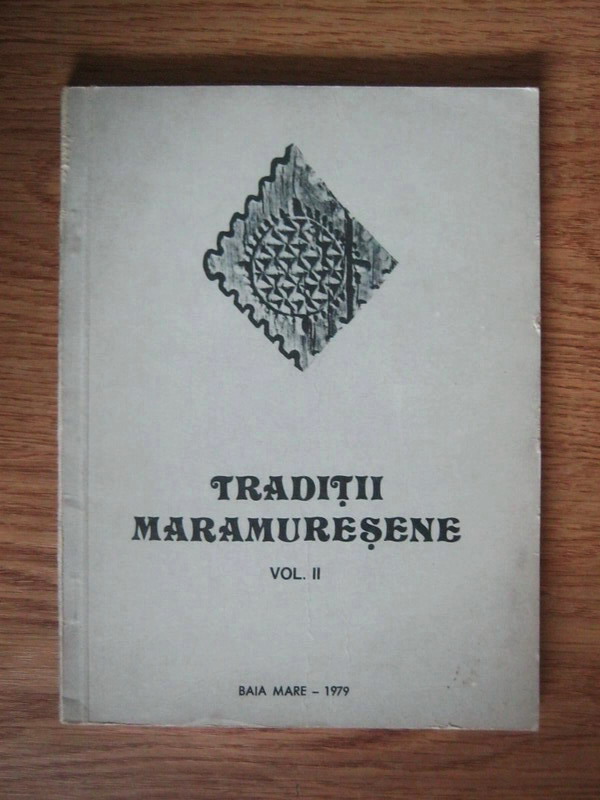 TRADIȚII
MARAMUREȘENE
VOL. II
BAIA MARE – 1979